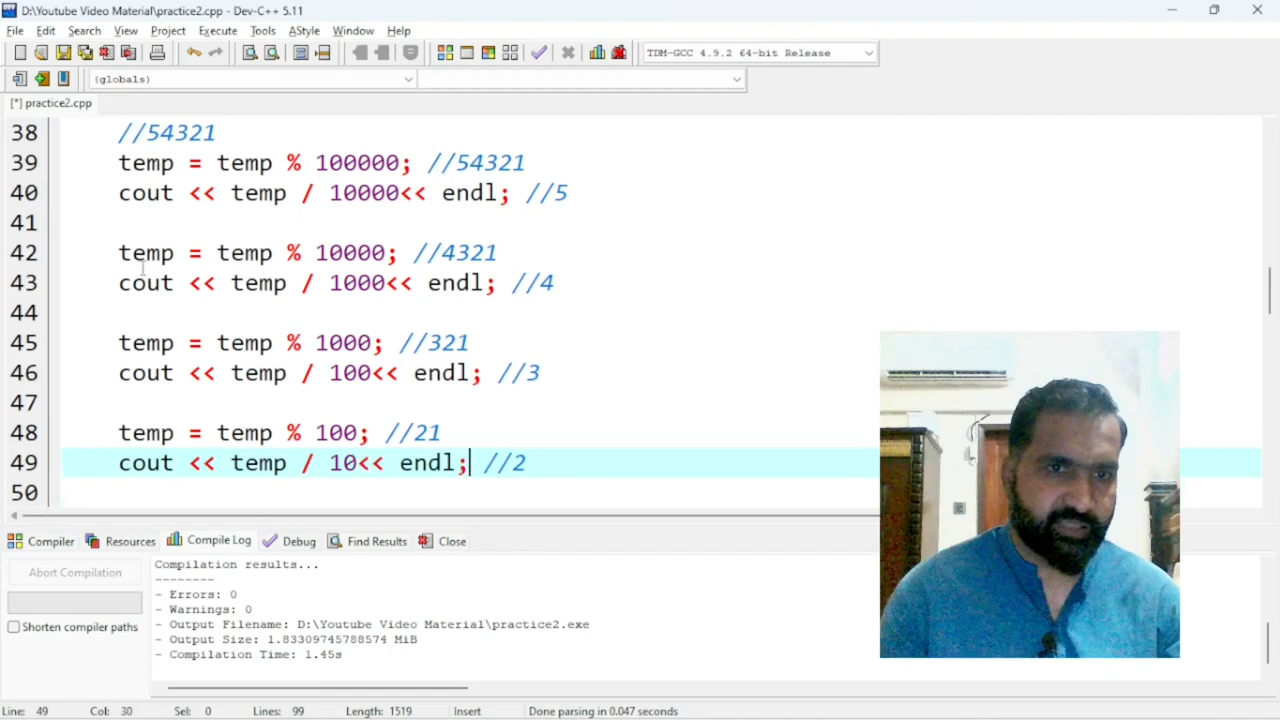 D:\Youtube Video Material\practice2.cpp - Dev-C++ 5.11
File Edit Search View Project Execute Tools AStyle Window Help
TDM-GCC 4.9.2 64-bit Release
(globals)
[*] practice2.cpp
38 //54321
39 temp = temp % 100000; //54321
40 cout << temp / 10000<< endl; //5
41
42 temp = temp % 10000; //4321
43 cout << temp / 1000<< endl; //4
44
45 temp = temp % 1000; //321
46 cout << temp / 100<< endl; //3
47
48 temp = temp % 100; //21
49 cout << temp / 10<< endl; //2
50
Compiler Resources Compile Log Debug Find Results Close
Abort Compilation
Shorten compiler paths
Compilation results...
--------
- Errors: 0
- Warnings: 0
- Output Filename: D:\Youtube Video Material\practice2.exe
- Output Size: 1.83309745788574 MiB
- Compilation Time: 1.45s
Line: 49 Col: 30 Sel: 0 Lines: 99 Length: 1519 Insert Done parsing in 0.047 seconds